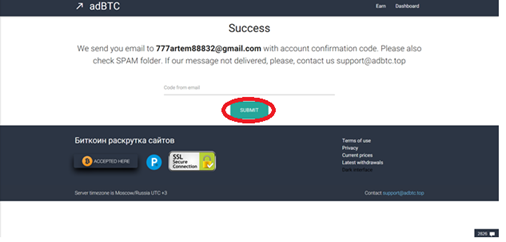 adBTC
Earn
Dashboard
Success
We send you email to 777artem88832@gmail.com with account confirmation code. Please also
check SPAM folder. If our message not delivered, please, contact us support@adbtc.top
Code from email
SUBMIT
Биткоин раскрутка сайтов
B ACCEPTED HERE
P
SSL
Secure
Connection
Terms of use
Privacy
Current prices
Latest withdrawals
Server timezone is Moscow/Russia UTC +3
Contact support@adbtc.top